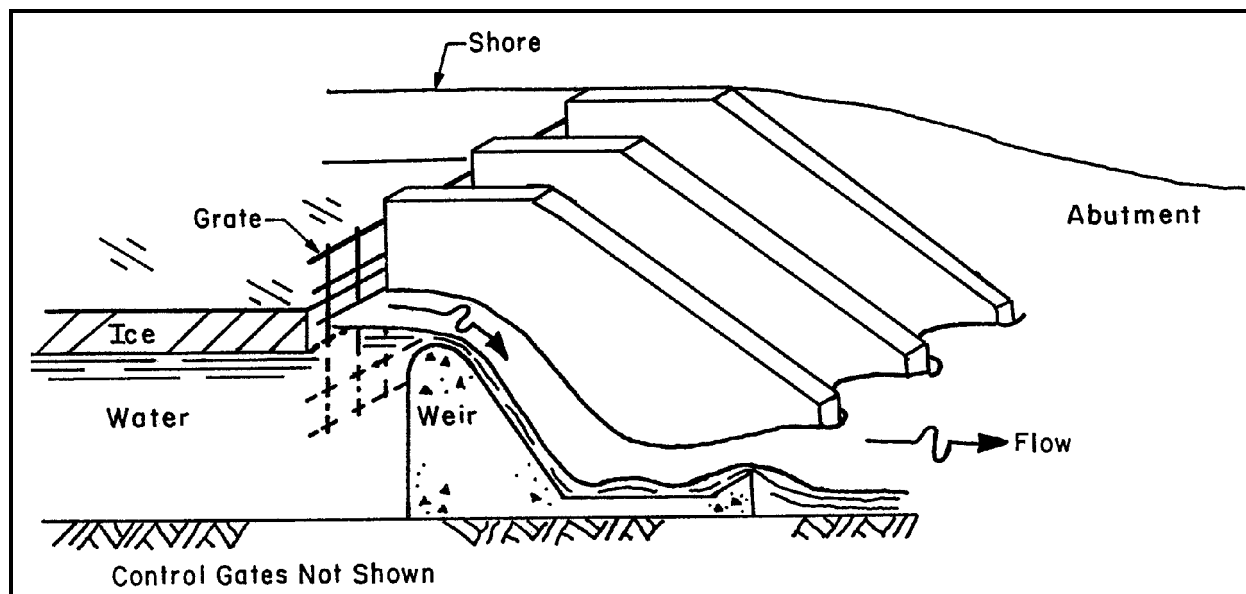 Shore
Grate
Abutment
Ice
Water
Weir
Flow
Control Gates Not Shown